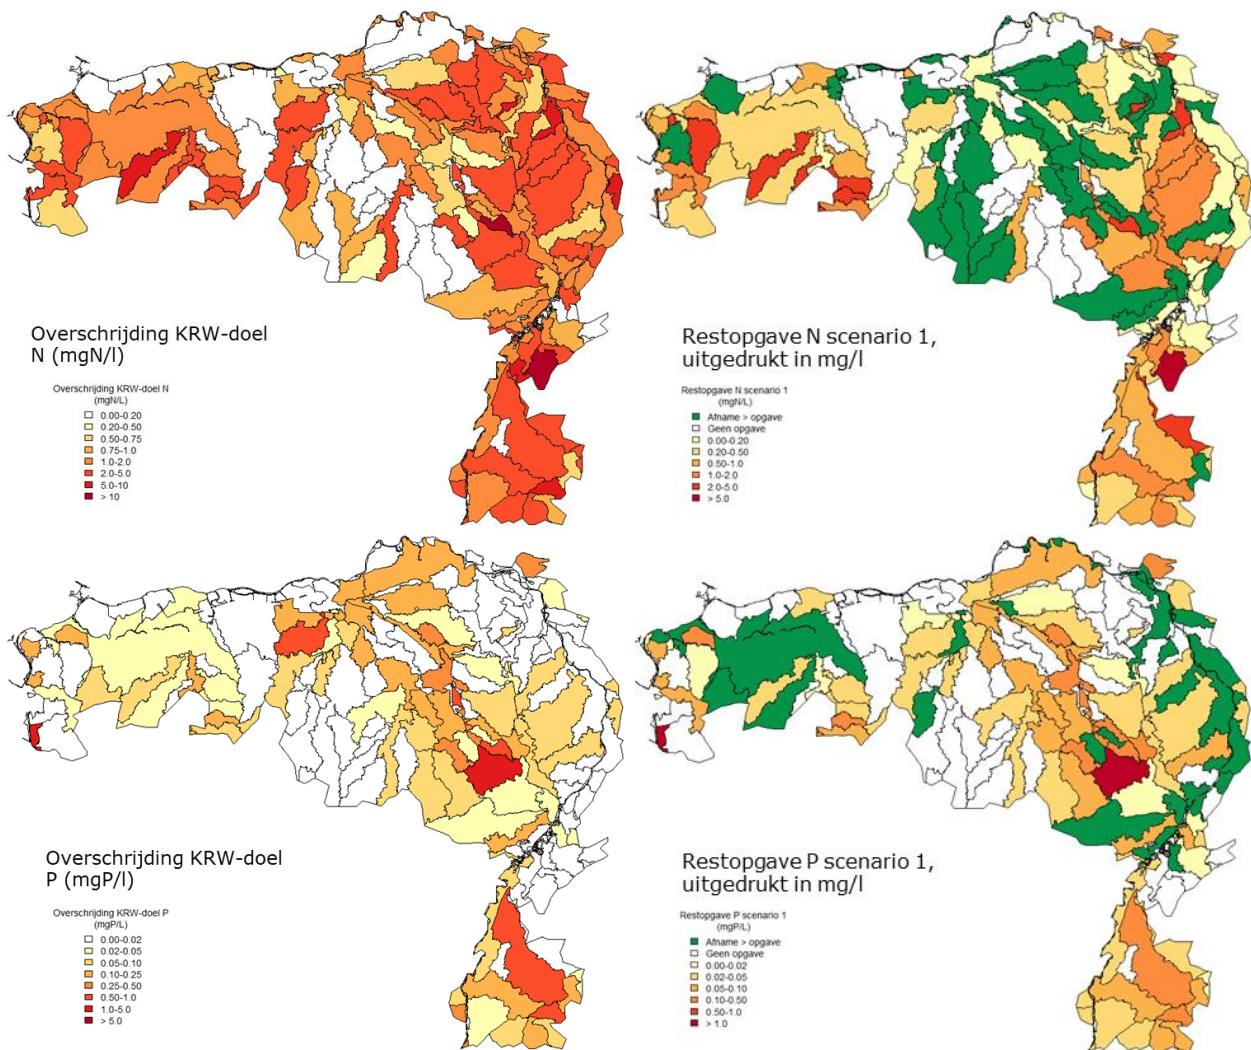 Overschrijding KRW-doel
N (mgN/l)
Overschrijding KRW-doel N
(mgN/L)
0.00-0.20
0.20-0.50
0.50-0.75
0.75-1.0
1.0-2.0
2.0-5.0
5.0-10
> 10
Restopgave N scenario 1,
uitgedrukt in mg/l
Restopgave N scenario 1
(mgN/L)
Afname > opgave
Geen opgave
0.00-0.20
0.20-0.50
0.50-1.0
1.0-2.0
2.0-5.0
> 5.0
Overschrijding KRW-doel
P (mgP/l)
Overschrijding KRW-doel P
(mgP/L)
0.00-0.02
0.02-0.05
0.05-0.10
0.10-0.25
0.25-0.50
0.50-1.0
1.0-5.0
> 5.0
Restopgave P scenario 1,
uitgedrukt in mg/l
Restopgave P scenario 1
(mgP/L)
Afname > opgave
Geen opgave
0.00-0.02
0.02-0.05
0.05-0.10
0.10-0.50
0.50-1.0
> 1.0